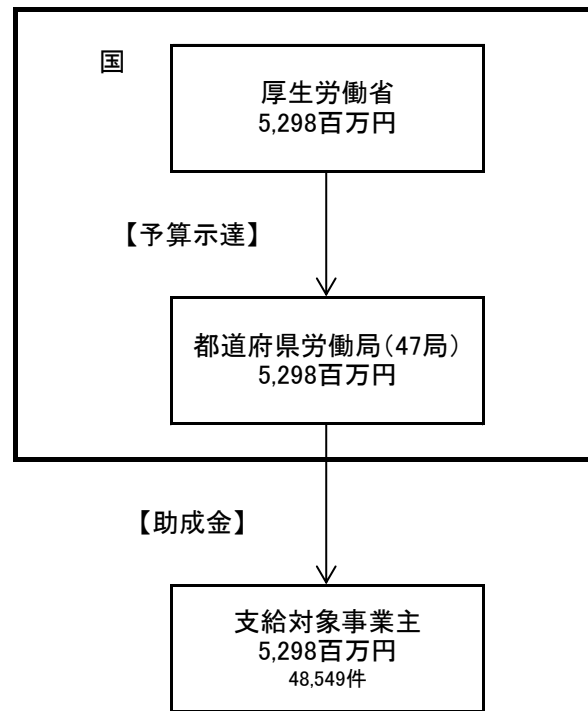 国
厚生労働省
5,298百万円
【予算示達】
都道府県労働局(47局)
5,298百万円
【助成金】
支給対象事業主
5,298百万円
48,549件